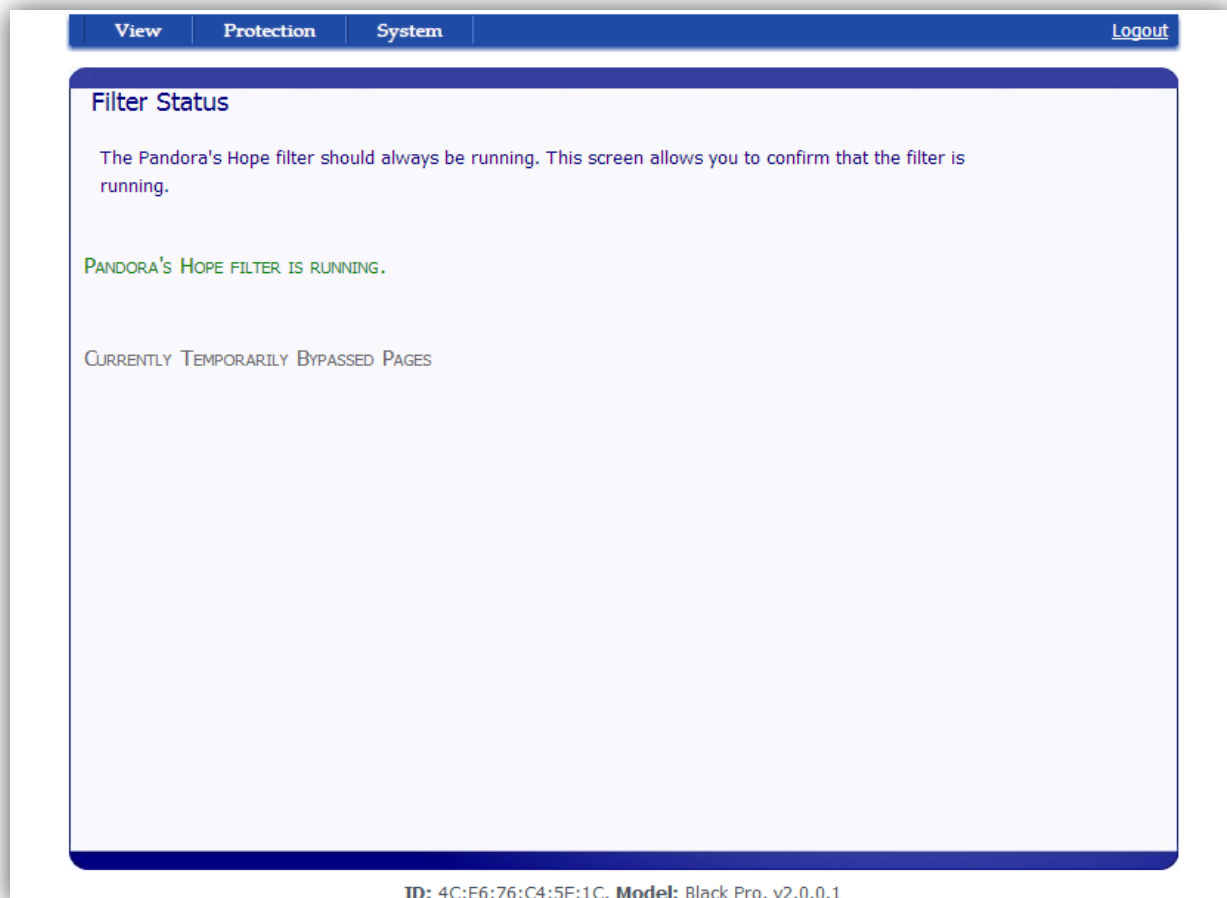 View Protection System Logout
Filter Status
The Pandora's Hope filter should always be running. This screen allows you to confirm that the filter is
running.
Pandora's Hope filter is running.
Currently Temporarily Bypassed Pages
ID: 4C:E6:76:C4:5F:1C, Model: Black Pro, v2.0.0.1